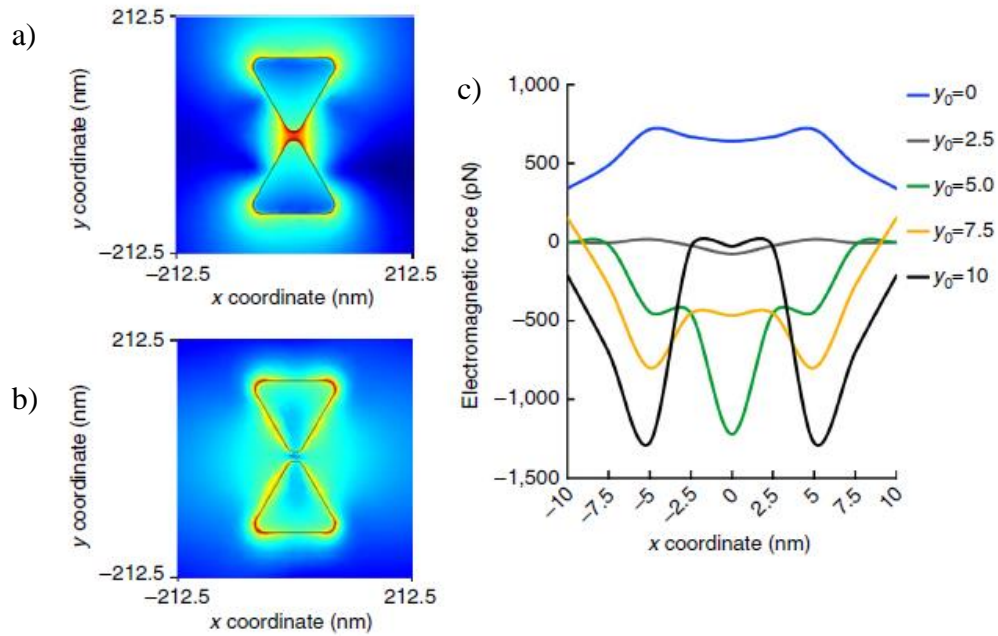 a)
212.5
y coordinate (nm)
−212.5
−212.5
212.5
x coordinate (nm)
b)
212.5
y coordinate (nm)
−212.5
−212.5
212.5
x coordinate (nm)
c)
1,000
500
0
−500
−1,000
−1,500
Electromagnetic force (pN)
−10
−7.5
−5
−2.5
0
2.5
5
7.5
10
x coordinate (nm)
y₀=0
y₀=2.5
y₀=5.0
y₀=7.5
y₀=10